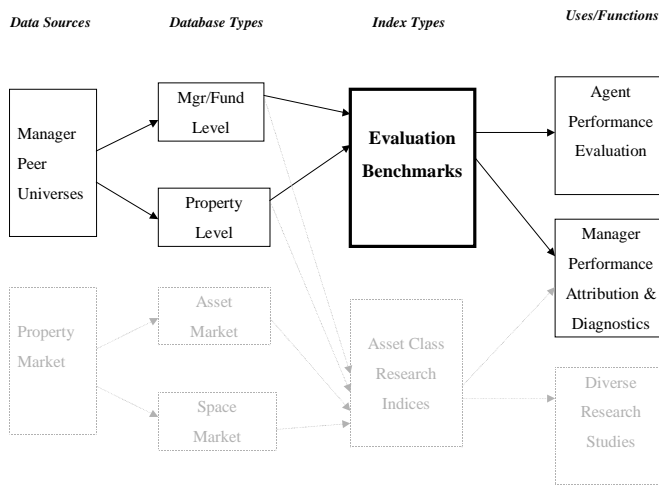 Data Sources
Database Types
Index Types
Uses/Functions
Manager
Peer
Universes
Mgr/Fund
Level
Property
Level
Evaluation
Benchmarks
Agent
Performance
Evaluation
Manager
Performance
Attribution &
Diagnostics
Property
Market
Asset
Market
Space
Market
Asset Class
Research
Indices
Diverse
Research
Studies